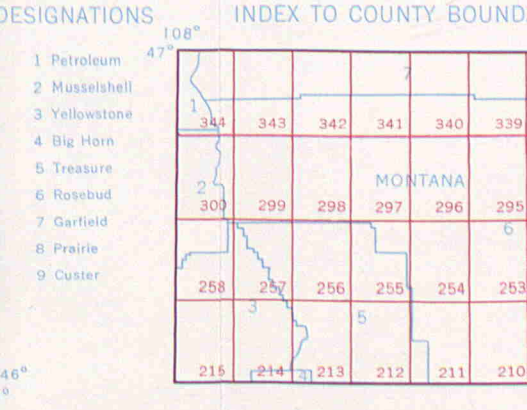 DESIGNATIONS
INDEX TO COUNTY BOUND
108°
47°
1 Petroleum
2 Musselshell
3 Yellowstone
4 Big Horn
5 Treasure
6 Rosebud
7 Garfield
8 Prairie
9 Custer
7
1
344 343 342 341 340 339
MONTANA
2
300 299 298 297 296 295
6
258 257 256 255 254 253
3
5
46°
215 214 213 212 211 210
4
°